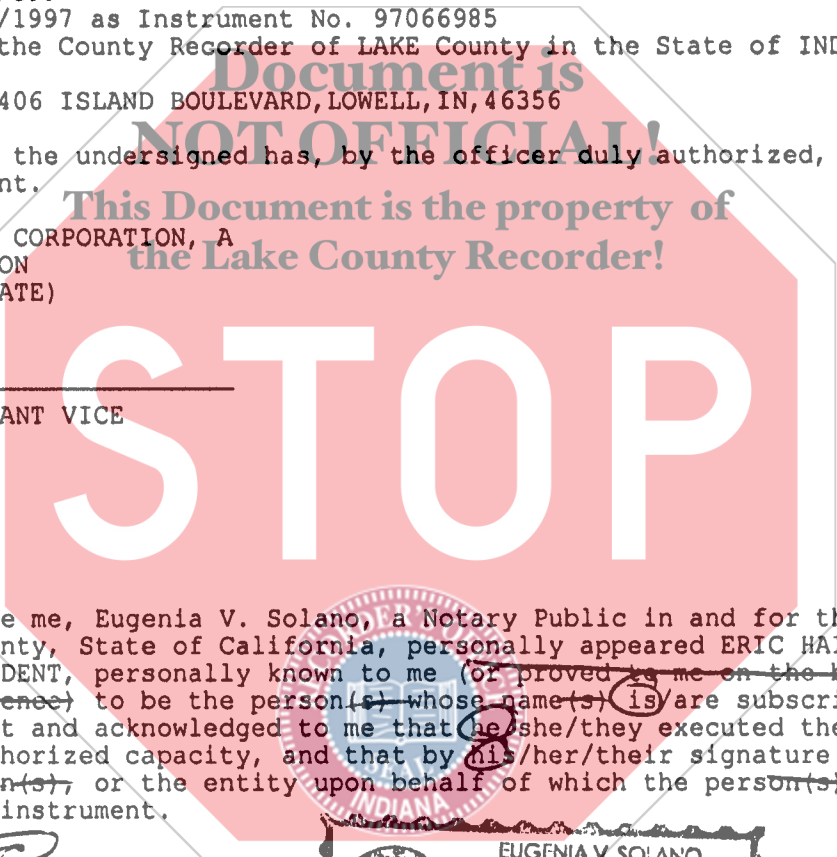 /1997 as Instrument No. 97066985
the County Recorder of LAKE County in the State of IND
Document is
406 ISLAND BOULEVARD, LOWELL, IN, 46356
NOT OFFICIAL!
the undersigned has, by the officer duly authorized,
nt.
This Document is the property of
CORPORATION, A
the Lake County Recorder!
ON
ATE)
STOP
ANT VICE
e me, Eugenia V. Solano, a Notary Public in and for th
nty, State of California, personally appeared ERIC HAI
DENT, personally known to me (or proved to me on the b
ence) to be the person(s) whose name(s) is/are subscri
t and acknowledged to me that he/she/they executed the
horized capacity, and that by his/her/their signature
n(s), or the entity upon behalf of which the person(s)
instrument.
RECORDER'S OFFICE
SEAL
INDIANA
EUGENIA V. SOLANO